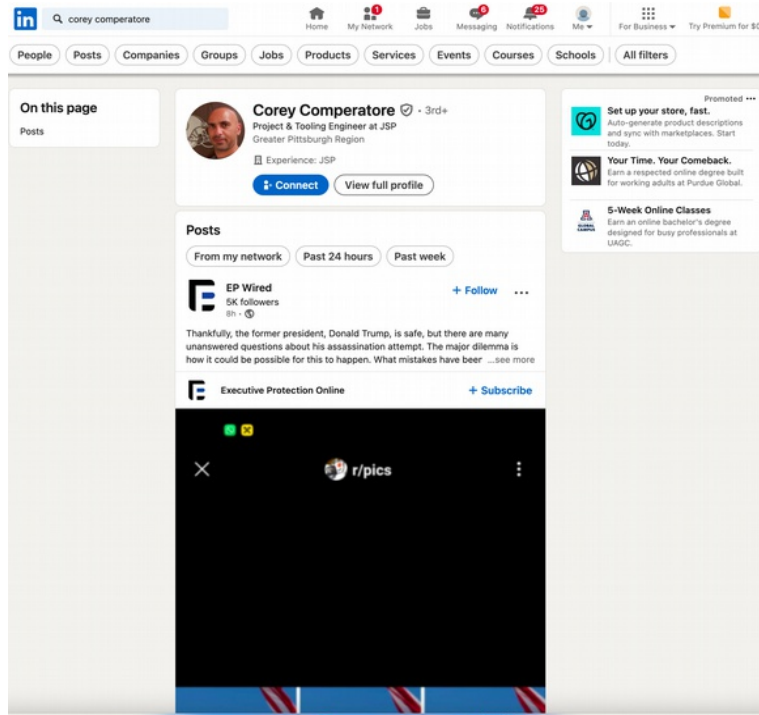 in
corey comperatore
1 6 25
Home My Network Jobs Messaging Notifications Me For Business Try Premium for $0
People Posts Companies Groups Jobs Products Services Events Courses Schools All filters
On this page
Posts
Corey Comperatore · 3rd+
Project & Tooling Engineer at JSP
Greater Pittsburgh Region
Experience: JSP
Connect View full profile
Posts
From my network Past 24 hours Past week
EP Wired
+ Follow ...
5K followers
8h •
Thankfully, the former president, Donald Trump, is safe, but there are many
unanswered questions about his assassination attempt. The major dilemma is
how it could be possible for this to happen. What mistakes have beer ...see more
Executive Protection Online + Subscribe
r/pics
Promoted •••
Set up your store, fast.
Auto-generate product descriptions
and sync with marketplaces. Start
today.
Your Time. Your Comeback.
Earn a respected online degree built
for working adults at Purdue Global.
5-Week Online Classes
Earn an online bachelor's degree
designed for busy professionals at
UAGC.